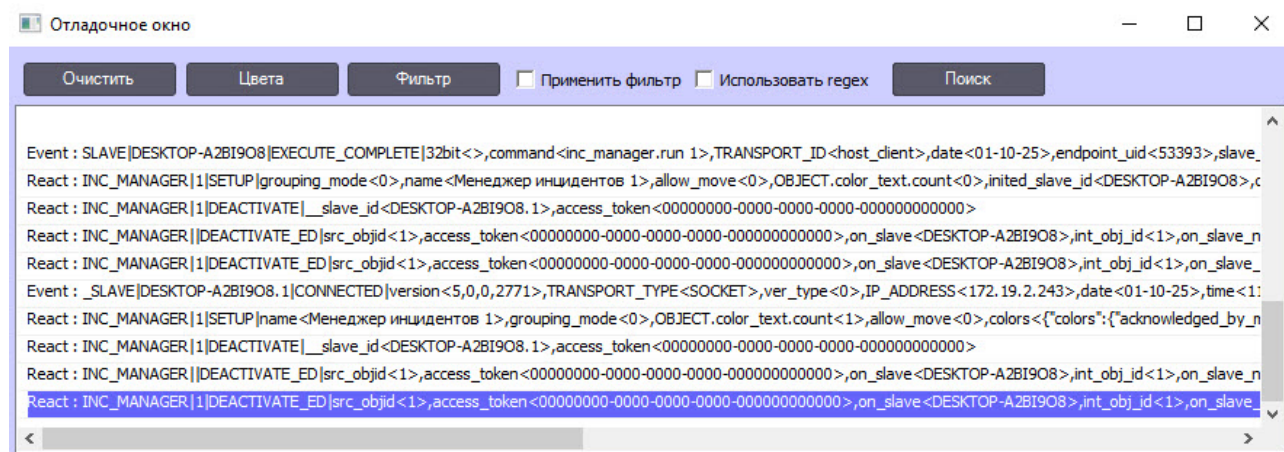 Отладочное окно
Очистить Цвета Фильтр Применить фильтр Использовать regex Поиск
Event : SLAVE|DESKTOP-A2BI9O8|EXECUTE_COMPLETE|32bit<>,command<inc_manager.run 1>,TRANSPORT_ID<host_client>,date<01-10-25>,endpoint_uid<53393>,slave_
React : INC_MANAGER|1|SETUP|grouping_mode<0>,name<Менеджер инцидентов 1>,allow_move<0>,OBJECT.color_text.count<0>,inited_slave_id<DESKTOP-A2BI9O8>,c
React : INC_MANAGER|1|DEACTIVATE|__slave_id<DESKTOP-A2BI9O8.1>,access_token<00000000-0000-0000-0000-000000000000>
React : INC_MANAGER||DEACTIVATE_ED|src_objid<1>,access_token<00000000-0000-0000-0000-000000000000>,on_slave<DESKTOP-A2BI9O8>,int_obj_id<1>,on_slave_n
React : INC_MANAGER|1|DEACTIVATE_ED|src_objid<1>,access_token<00000000-0000-0000-0000-000000000000>,on_slave<DESKTOP-A2BI9O8>,int_obj_id<1>,on_slave_
Event : _SLAVE|DESKTOP-A2BI9O8.1|CONNECTED|version<5,0,0,2771>,TRANSPORT_TYPE<SOCKET>,ver_type<0>,IP_ADDRESS<172.19.2.243>,date<01-10-25>,time<11
React : INC_MANAGER|1|SETUP|name<Менеджер инцидентов 1>,grouping_mode<0>,OBJECT.color_text.count<1>,allow_move<0>,colors<{"colors":{"acknowledged_by_m
React : INC_MANAGER|1|DEACTIVATE|__slave_id<DESKTOP-A2BI9O8.1>,access_token<00000000-0000-0000-0000-000000000000>
React : INC_MANAGER||DEACTIVATE_ED|src_objid<1>,access_token<00000000-0000-0000-0000-000000000000>,on_slave<DESKTOP-A2BI9O8>,int_obj_id<1>,on_slave_n
React : INC_MANAGER|1|DEACTIVATE_ED|src_objid<1>,access_token<00000000-0000-0000-0000-000000000000>,on_slave<DESKTOP-A2BI9O8>,int_obj_id<1>,on_slave_